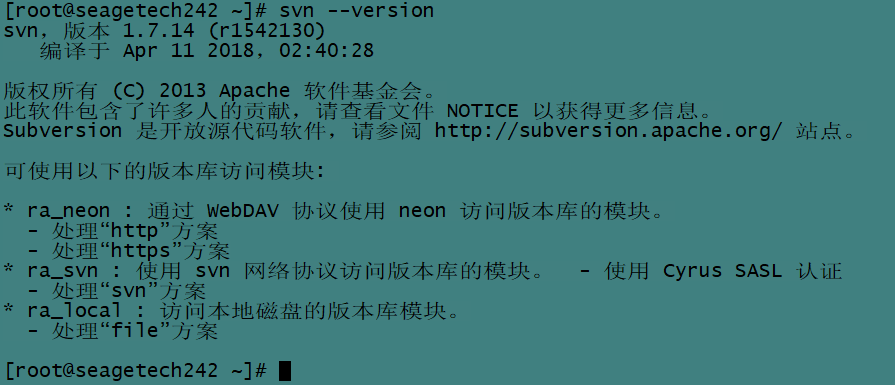 [root@seagetech242 ~]# svn --version
svn, 版本 1.7.14 (r1542130)
   编译于 Apr 11 2018，02:40:28

版权所有 (C) 2013 Apache 软件基金会。
此软件包含了许多人的贡献，请查看文件 NOTICE 以获得更多信息。
Subversion 是开放源代码软件，请参阅 http://subversion.apache.org/ 站点。

可使用以下的版本库访问模块:

* ra_neon : 通过 WebDAV 协议使用 neon 访问版本库的模块。
  - 处理“http”方案
  - 处理“https”方案
* ra_svn : 使用 svn 网络协议访问版本库的模块。  - 使用 Cyrus SASL 认证
  - 处理“svn”方案
* ra_local : 访问本地磁盘的版本库模块。
  - 处理“file”方案

[root@seagetech242 ~]#